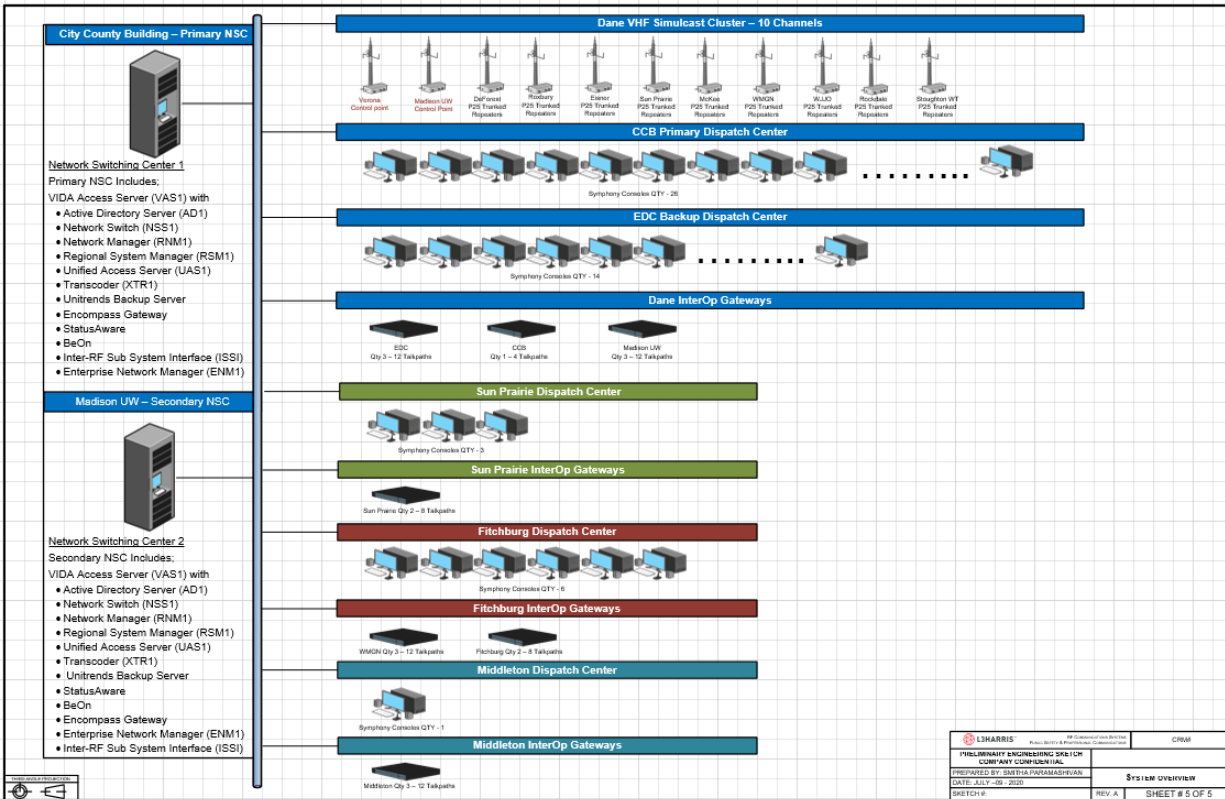 City County Building – Primary NSC
Network Switching Center 1
Primary NSC Includes;
VIDA Access Server (VAS1) with
• Active Directory Server (AD1)
• Network Switch (NSS1)
• Network Manager (RNM1)
• Regional System Manager (RSM1)
• Unified Access Server (UAS1)
• Transcoder (XTR1)
• Unitrends Backup Server
• Encompass Gateway
• StatusAware
• BeOn
• Inter-RF Sub System Interface (ISSI)
• Enterprise Network Manager (ENM1)
Madison UW – Secondary NSC
Network Switching Center 2
Secondary NSC Includes;
VIDA Access Server (VAS1) with
• Active Directory Server (AD1)
• Network Switch (NSS1)
• Network Manager (RNM1)
• Regional System Manager (RSM1)
• Unified Access Server (UAS1)
• Transcoder (XTR1)
• Unitrends Backup Server
• StatusAware
• BeOn
• Encompass Gateway
• Enterprise Network Manager (ENM1)
• Inter-RF Sub System Interface (ISSI)
Dane VHF Simulcast Cluster – 10 Channels
Verona
Control point
Madison UW
Control Point
DeForest
P25 Trunked
Repeaters
Roxbury
P25 Trunked
Repeaters
P25 Trunked
Repeaters
Sun Prairie
P25 Trunked
Repeaters
McKee
P25 Trunked
Repeaters
WMGN
P25 Trunked
Repeaters
WJJO
P25 Trunked
Repeaters
Rockdale
P25 Trunked
Repeaters
Stoughton WT
P25 Trunked
Repeaters
CCB Primary Dispatch Center
Symphony Consoles QTY -
EDC Backup Dispatch Center
Symphony Consoles QTY - 14
Dane InterOp Gateways
EDC
Qty 3 – 12 Talkpaths
CCB
Qty 1 – 4 Talkpaths
Madison UW
Qty 3 – 12 Talkpaths
Sun Prairie Dispatch Center
Symphony Consoles QTY - 3
Sun Prairie InterOp Gateways
Sun Prairie Qty 2 – 8 Talkpaths
Fitchburg Dispatch Center
Symphony Consoles QTY - 6
Fitchburg InterOp Gateways
WMGN Qty 3 – 12 Talkpaths
Fitchburg Qty 2 – 8 Talkpaths
Middleton Dispatch Center
Symphony Consoles QTY - 1
Middleton InterOp Gateways
Middleton Qty 3 – 12 Talkpaths
THIRD ANGLE PROJECTION
L3HARRIS
RF Communications Systems
Public Safety & Professional Communications
PRELIMINARY ENGINEERING SKETCH
COMPANY CONFIDENTIAL
PREPARED BY: SMITHA PARAMASHIVAN
DATE: JULY -09 - 2020
SYSTEM OVERVIEW
SKETCH #:
REV. A
SHEET # 5 OF 5